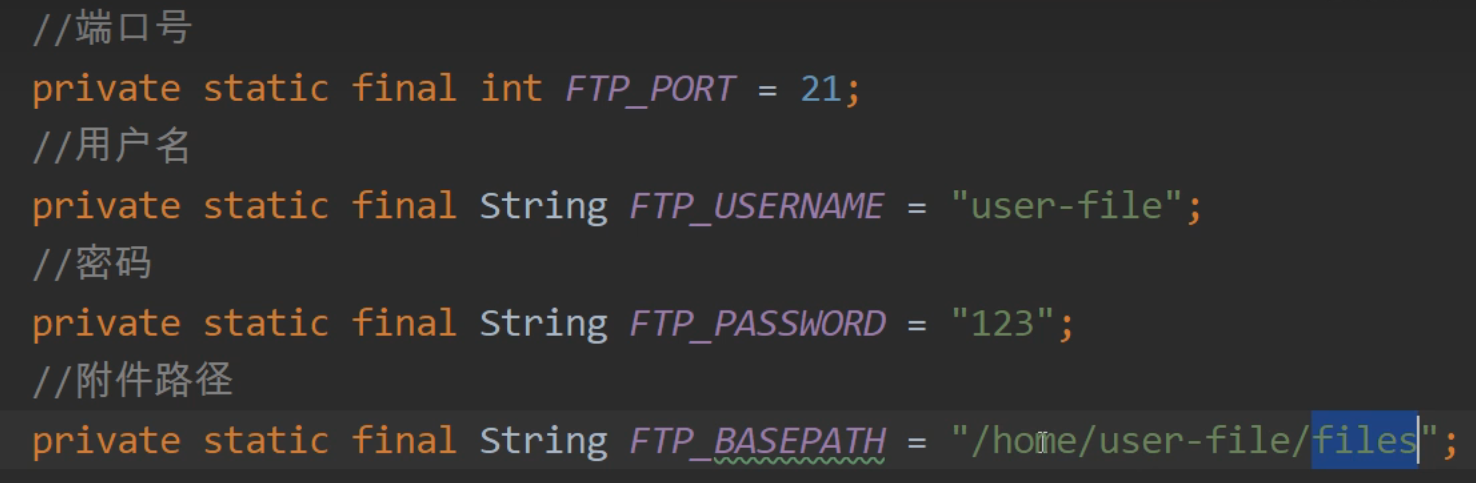 //端口号
private static final int FTP_PORT = 21;
//用户名
private static final String FTP_USERNAME = "user-file";
//密码
private static final String FTP_PASSWORD = "123";
//附件路径
private static final String FTP_BASEPATH = "/home/user-file/files";